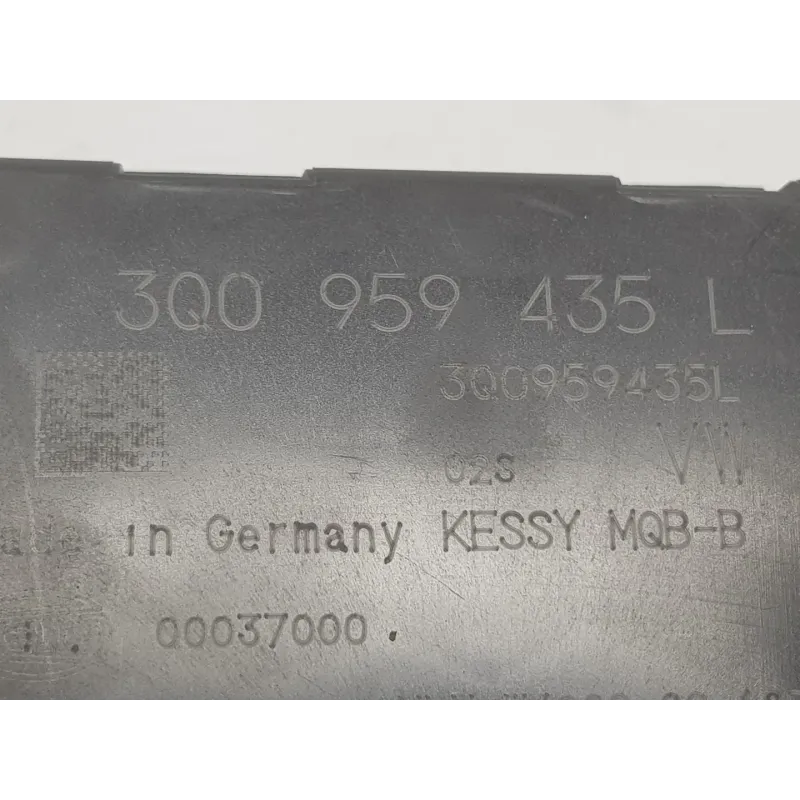 3Q0 959 435 L
3Q0959435L
02S VW
in Germany KESSY MQB-B
00037000.